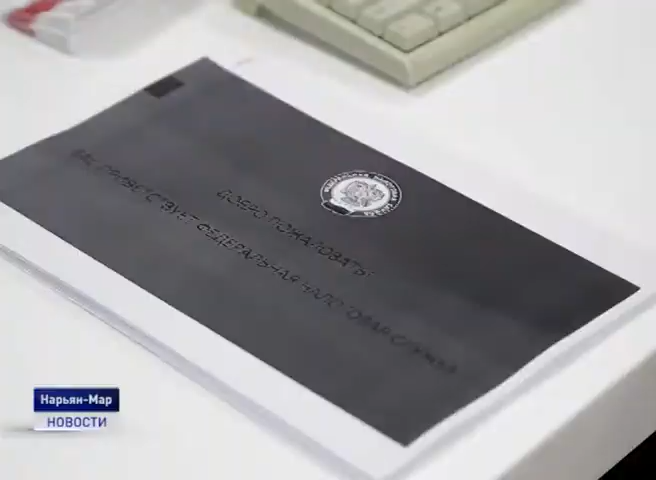 ДОБРО ПОЖАЛОВАТЬ!
ВАС ПРИВЕТСТВУЕТ ФЕДЕРАЛЬНАЯ НАЛОГОВАЯ СЛУЖБА
Нарьян-Мар
НОВОСТИ